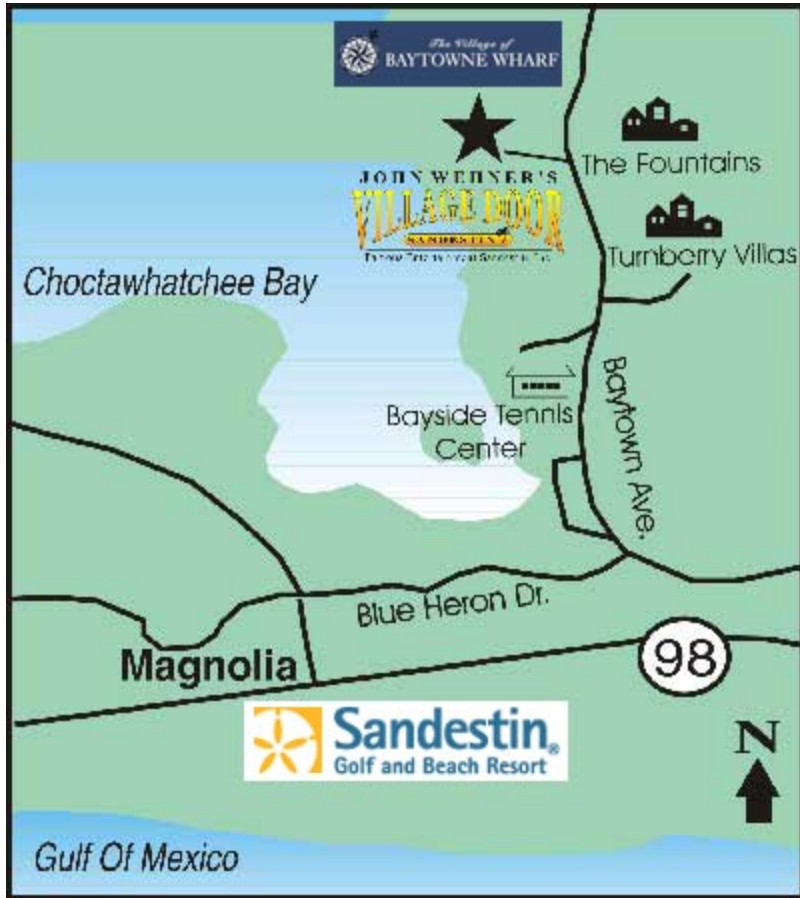 The Village of
BAYTOWNE WHARF
The Fountains
JOHN WEHNER'S
VILLAGE DOOR
SANDESTIN
Turnberry Villas
Choctawhatchee Bay
Bayside Tennis
Center
Baytown Ave.
Blue Heron Dr.
Magnolia
98
Sandestin®
Golf and Beach Resort
N
Gulf Of Mexico